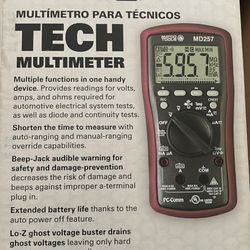 MULTÍMETRO PARA TÉCNICOS
TECH
MULTIMETER
Multiple functions in one handy
device. Provides readings for volts,
amps, and ohms required for
automotive electrical system tests,
as well as diode and continuity tests.
Shorten the time to measure with
auto-ranging and manual-ranging
override capabilities.
Beep-Jack audible warning for
safety and damage-prevention
decreases the risk of damage and
beeps against improper a-terminal
plug in.
Extended battery life thanks to the
auto power off feature.
Lo-Z ghost voltage buster drains
ghost voltages leaving only hard
MD257
MAX MIN
5.957
PC-Comm